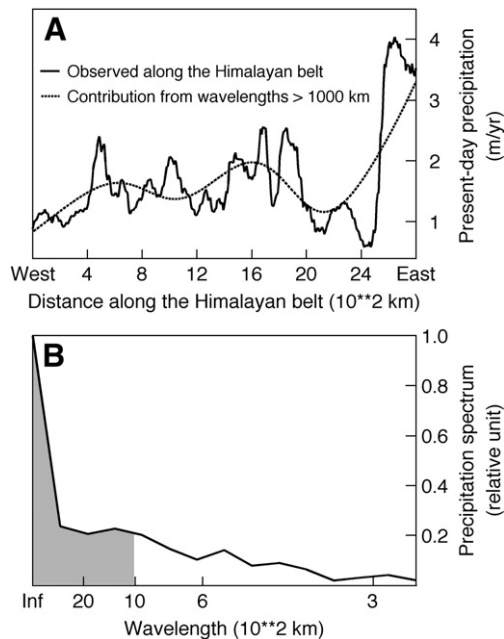 A
Observed along the Himalayan belt
Contribution from wavelengths > 1000 km
4
3
2
1
Present-day precipitation
(m/yr)
West 4 8 12 16 20 24 East
Distance along the Himalayan belt (10**2 km)
B
1.0
0.8
0.6
0.4
0.2
Precipitation spectrum
(relative unit)
Inf 20 10 6 3
Wavelength (10**2 km)